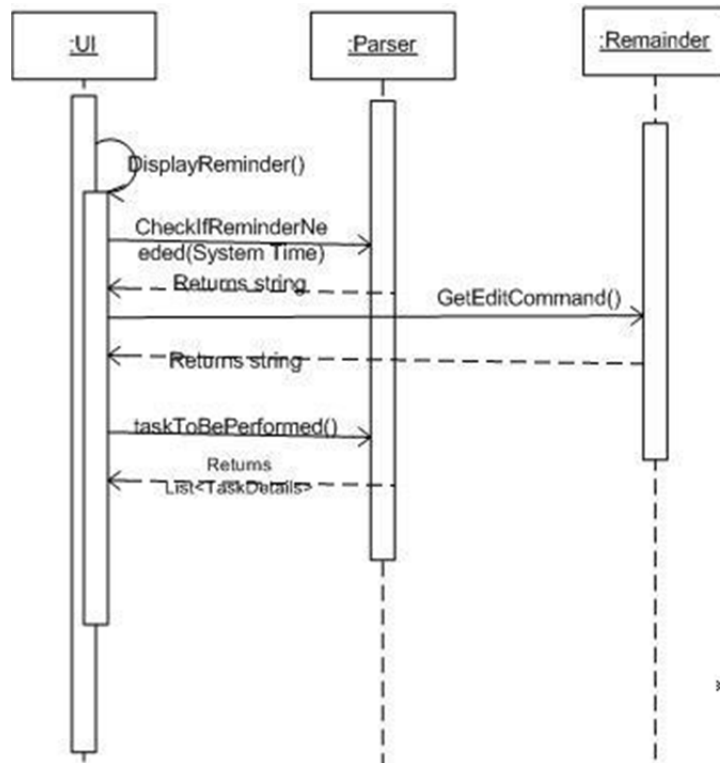 :UI
:Parser
:Remainder
DisplayReminder()
CheckIfReminderNe
eded(System Time)
Returns string
GetEditCommand()
Returns string
taskToBePerformed()
Returns
List<TaskDetails>